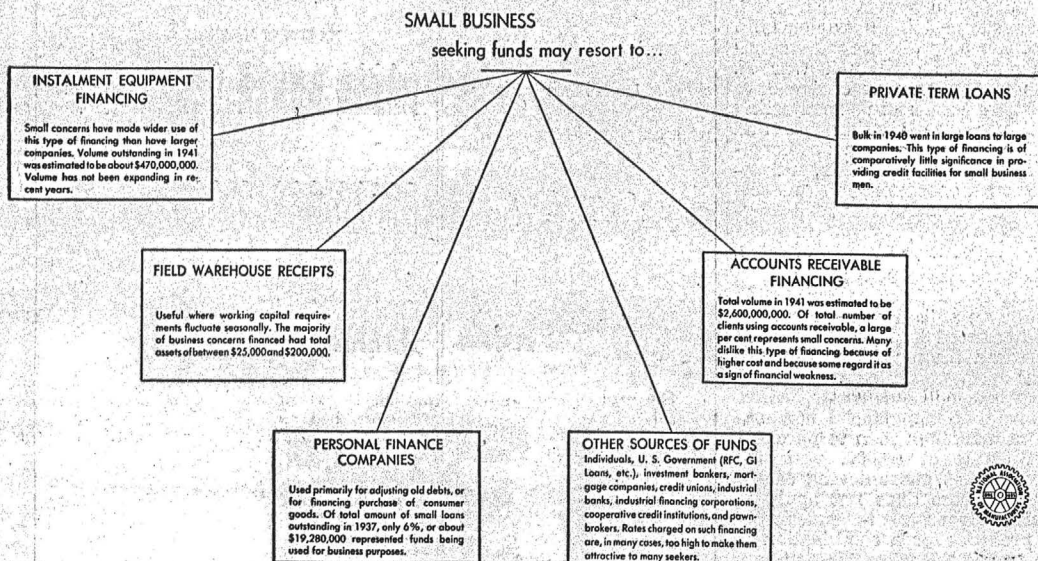 SMALL BUSINESS
seeking funds may resort to...
INSTALMENT EQUIPMENT
FINANCING
Small concerns have made wider use of
this type of financing than have larger
companies. Volume outstanding in 1941
was estimated to be about $470,000,000.
Volume has not been expanding in re-
cent years.
PRIVATE TERM LOANS
Bulk in 1940 went in large loans to large
companies. This type of financing is of
comparatively little significance in pro-
viding credit facilities for small business
men.
FIELD WAREHOUSE RECEIPTS
Useful where working capital require-
ments fluctuate seasonally. The majority
of business concerns financed had total
assets of between $25,000 and $200,000.
ACCOUNTS RECEIVABLE
FINANCING
Total volume in 1941 was estimated to be
$2,600,000,000. Of total number of
clients using accounts receivable, a large
per cent represents small concerns. Many
dislike this type of financing because of
higher cost and because some regard it as
a sign of financial weakness.
PERSONAL FINANCE
COMPANIES
Used primarily for adjusting old debts, or
for financing purchase of consumer
goods. Of total amount of small loans
outstanding in 1937, only 6%, or about
$19,280,000 represented funds being
used for business purposes.
OTHER SOURCES OF FUNDS
Individuals, U. S. Government (RFC, GI
Loans, etc.), investment bankers, mort-
gage companies, credit unions, industrial
banks, industrial financing corporations,
cooperative credit institutions, and pawn-
brokers. Rates charged on such financing
are, in many cases, too high to make them
attractive to many seekers.
NATIONAL ASSOCIATION
OF MANUFACTURERS